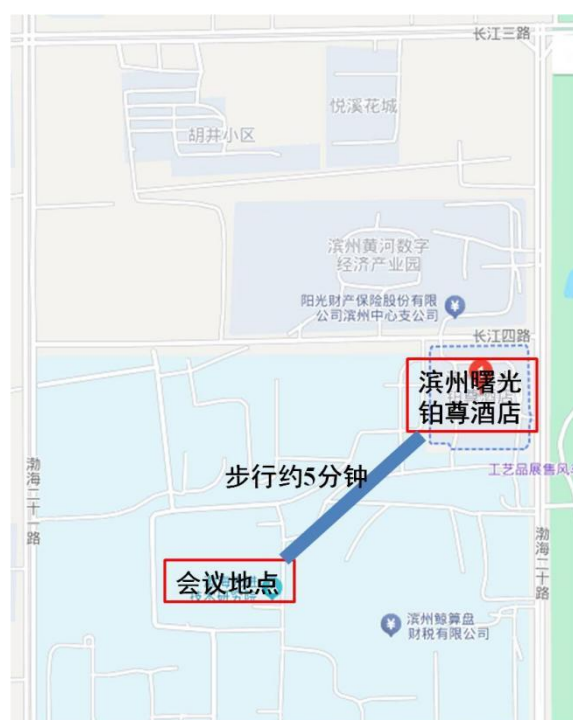 长江三路
悦溪花城
胡井小区
滨州黄河数字
经济产业园
阳光财产保险股份有限
公司滨州中心支公司
长江四路
滨州曙光
铂尊酒店
渤海二十一路
步行约5分钟
工艺品展售风
渤海二十路
会议地点
滨州鲸算盘
财税有限公司